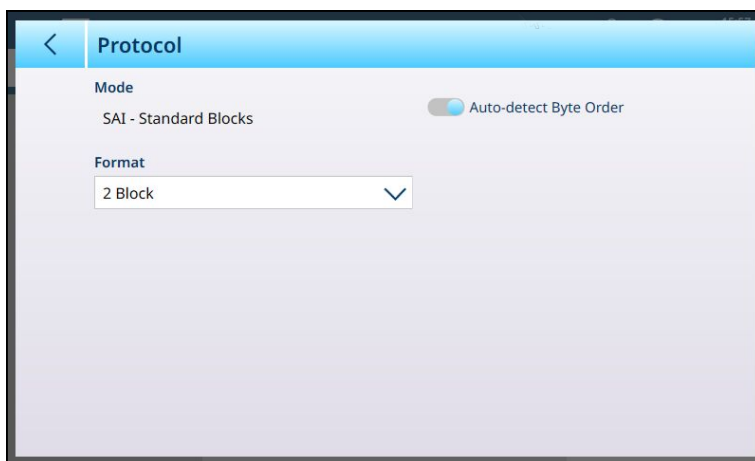 Protocol
Mode
SAI - Standard Blocks
Auto-detect Byte Order
Format
2 Block